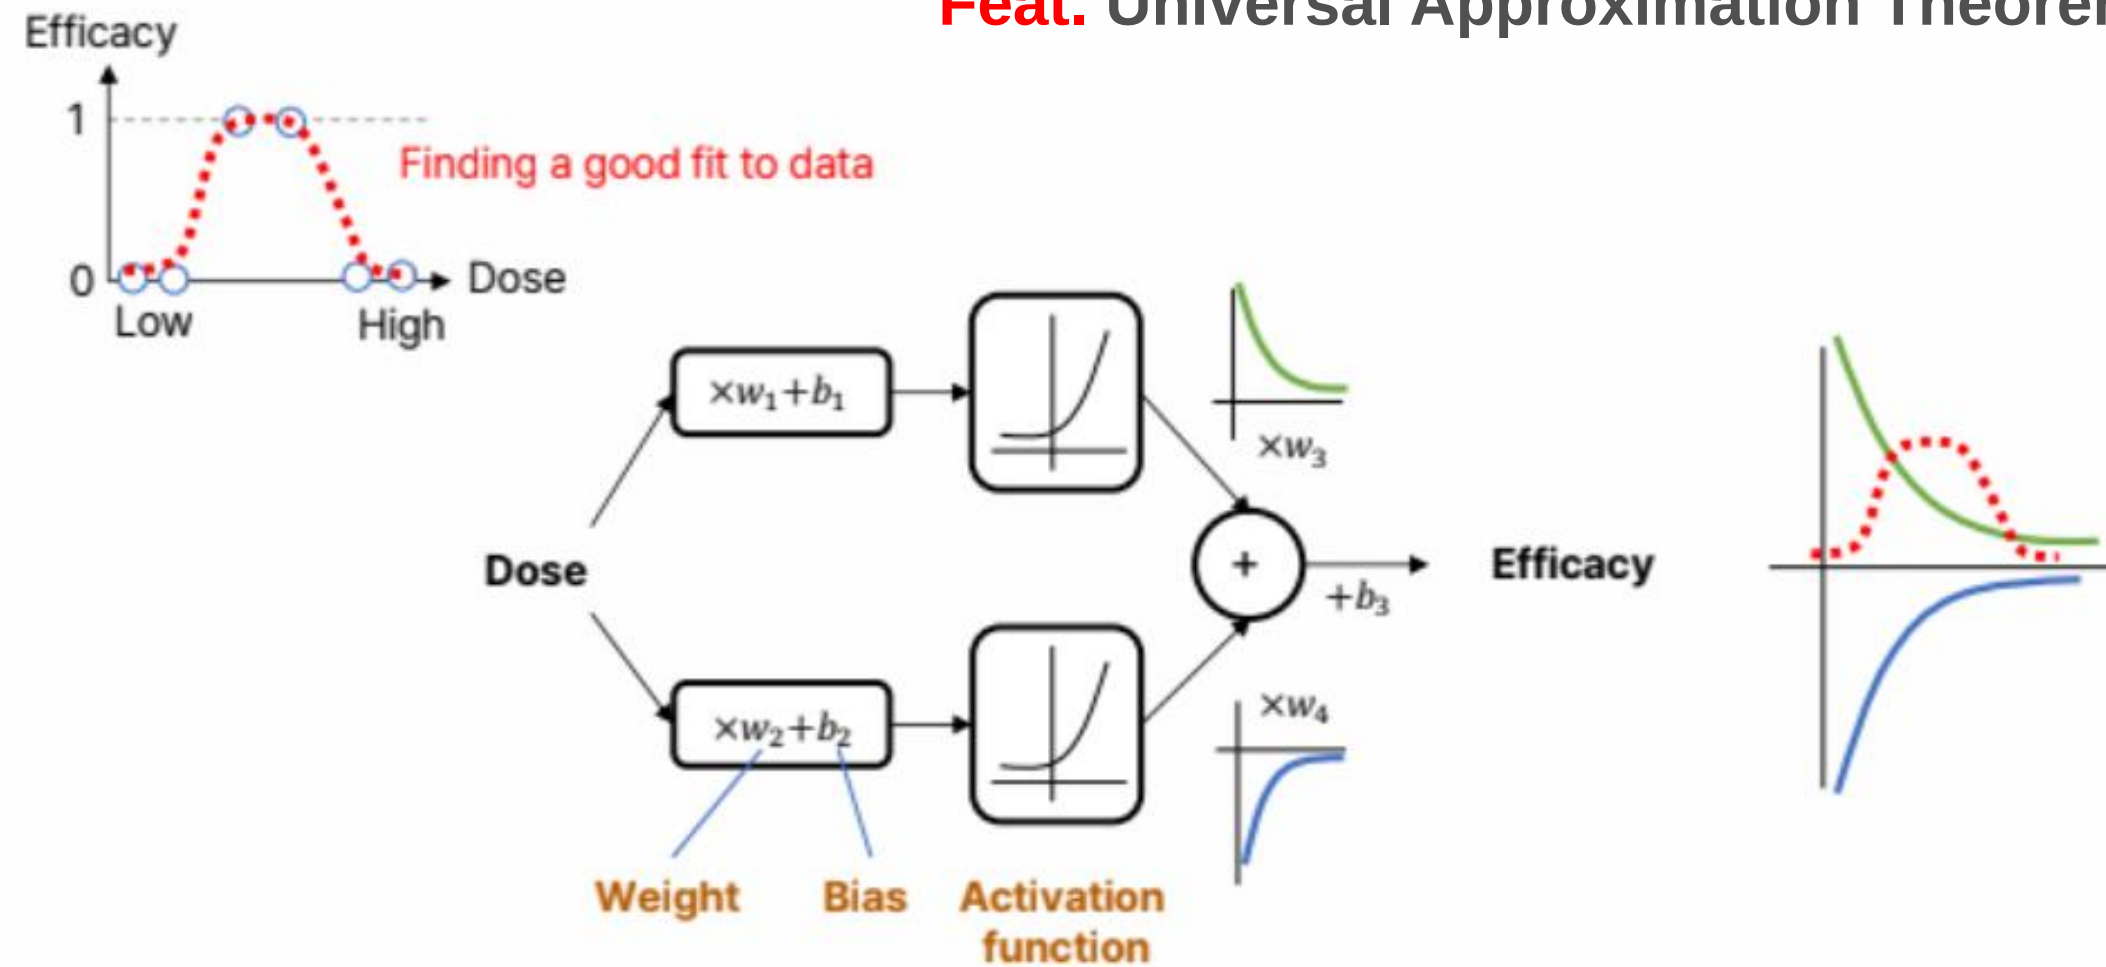 Feat. Universal Approximation
Efficacy
1
Finding a good fit to data
0
Dose
Low
High
×w₁+b₁
×w₃
Dose
+
+b₃
Efficacy
×w₂+b₂
×w₄
Weight
Bias
Activation
function